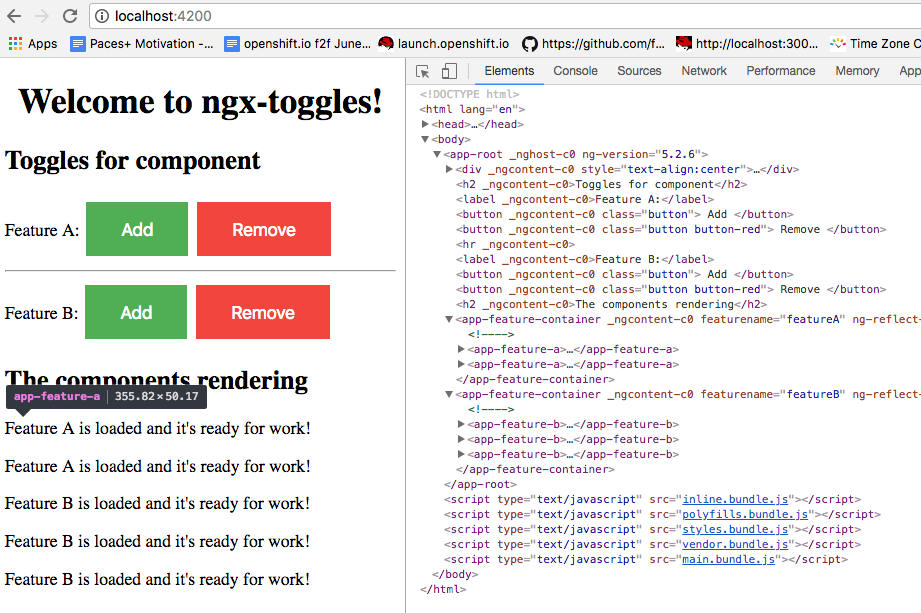 localhost:4200
Apps Paces+ Motivation -... openshift.io f2f June... launch.openshift.io https://github.com/f... http://localhost:300... Time Zone C
Welcome to ngx-toggles!
Toggles for component
Feature A: Add Remove
Feature B: Add Remove
The components rendering
app-feature-a 355.82×50.17
Feature A is loaded and it's ready for work!
Feature A is loaded and it's ready for work!
Feature B is loaded and it's ready for work!
Feature B is loaded and it's ready for work!
Feature B is loaded and it's ready for work!
Elements Console Sources Network Performance Memory App
<!DOCTYPE html>
<html lang="en">
<head>…</head>
<body>
<app-root _nghost-c0 ng-version="5.2.6">
<div _ngcontent-c0 style="text-align:center">…</div>
<h2 _ngcontent-c0>Toggles for component</h2>
<label _ngcontent-c0>Feature A:</label>
<button _ngcontent-c0 class="button"> Add </button>
<button _ngcontent-c0 class="button button-red"> Remove </button>
<hr _ngcontent-c0>
<label _ngcontent-c0>Feature B:</label>
<button _ngcontent-c0 class="button"> Add </button>
<button _ngcontent-c0 class="button button-red"> Remove </button>
<h2 _ngcontent-c0>The components rendering</h2>
<app-feature-container _ngcontent-c0 featurename="featureA" ng-reflect-
<!---->
<app-feature-a>…</app-feature-a>
<app-feature-a>…</app-feature-a>
</app-feature-container>
<app-feature-container _ngcontent-c0 featurename="featureB" ng-reflect-
<!---->
<app-feature-b>…</app-feature-b>
<app-feature-b>…</app-feature-b>
<app-feature-b>…</app-feature-b>
</app-feature-container>
</app-root>
<script type="text/javascript" src="inline.bundle.js"></script>
<script type="text/javascript" src="polyfills.bundle.js"></script>
<script type="text/javascript" src="styles.bundle.js"></script>
<script type="text/javascript" src="vendor.bundle.js"></script>
<script type="text/javascript" src="main.bundle.js"></script>
</body>
</html>